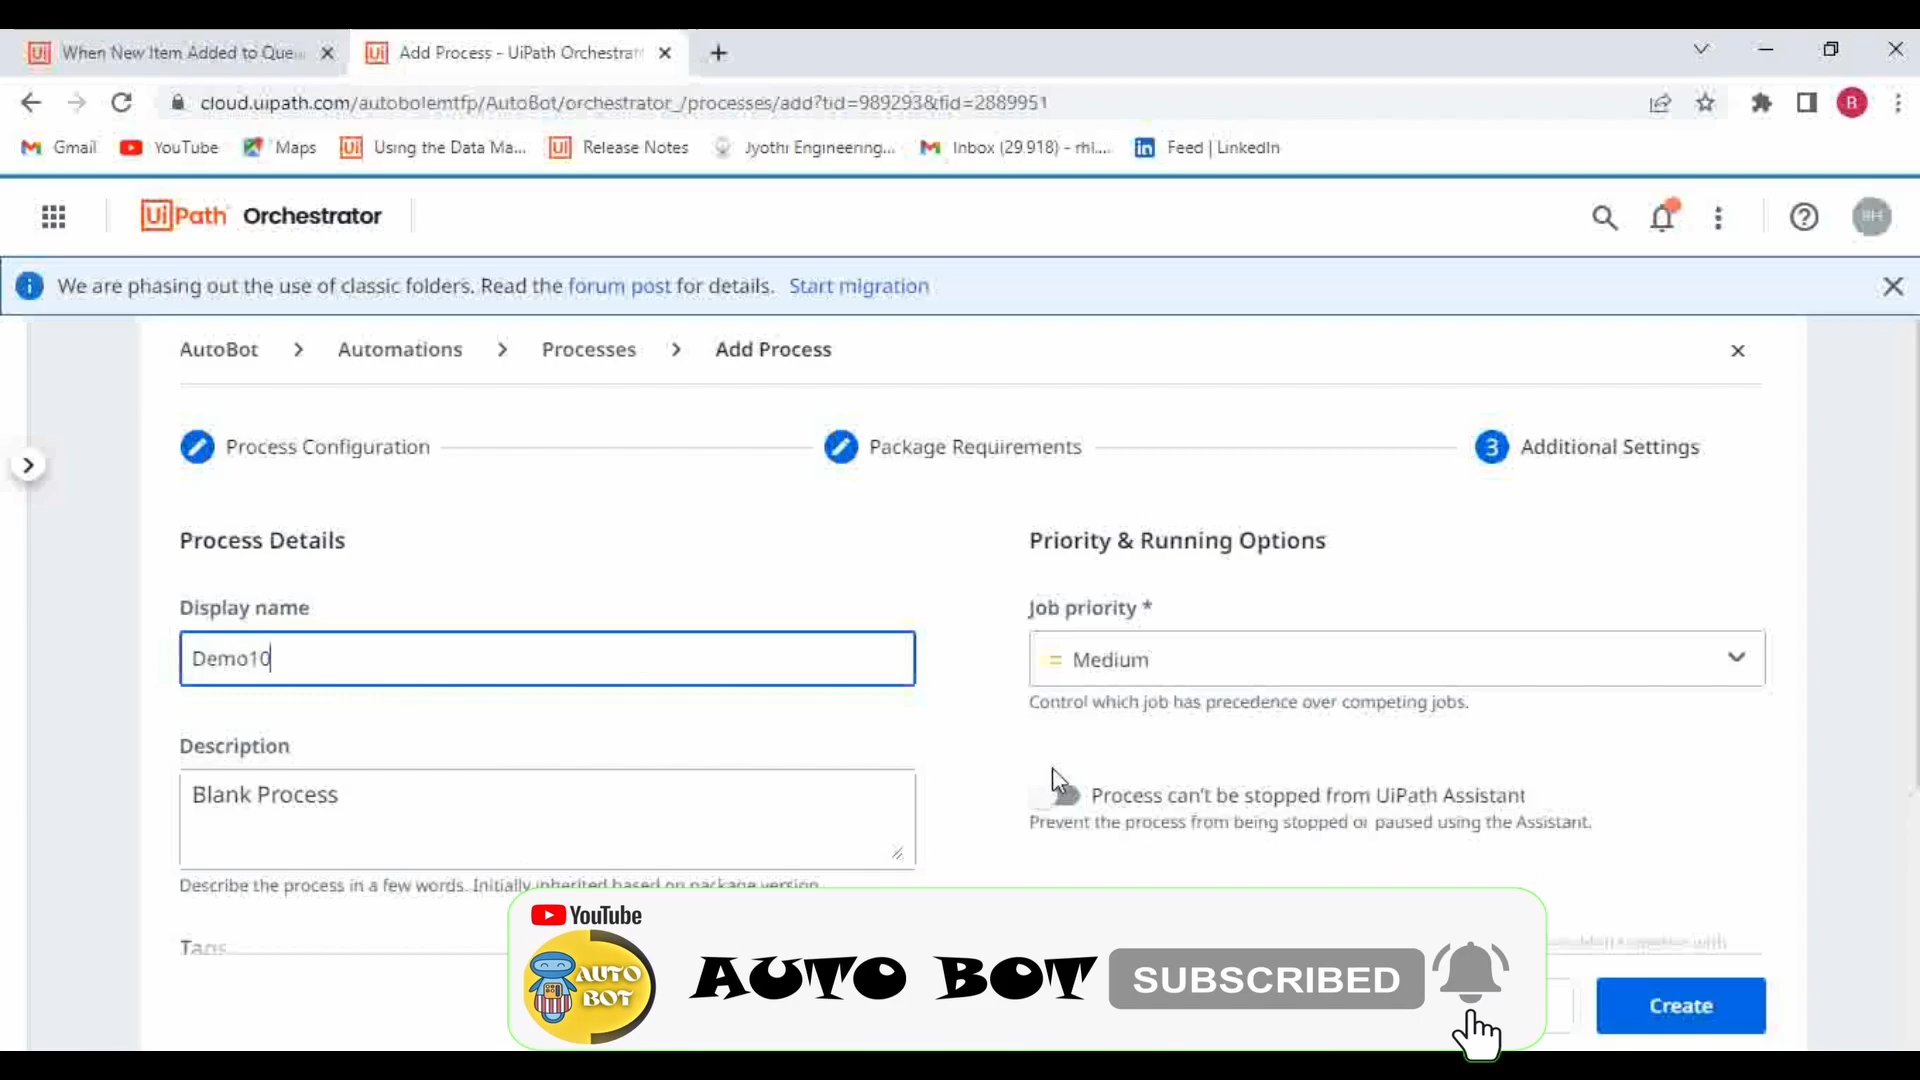 When New Item Added to Que...
Add Process - UiPath Orchestrat
cloud.uipath.com/autobolemtfp/AutoBot/orchestrator_/processes/add?tid=989293&fid=2889951
R
Gmail
YouTube
Maps
Using the Data Ma...
Release Notes
Jyothi Engineering...
Inbox (29,918) - rhi....
Feed | LinkedIn
UiPath Orchestrator
RH
We are phasing out the use of classic folders. Read the forum post for details. Start migration
AutoBot > Automations > Processes > Add Process
Process Configuration
Package Requirements
3 Additional Settings
Process Details
Priority & Running Options
Display name
Job priority *
Demo10
= Medium
Control which job has precedence over competing jobs.
Description
Blank Process
Process can't be stopped from UiPath Assistant
Prevent the process from being stopped or paused using the Assistant.
Describe the process in a few words. Initially inherited based on package version.
Tags
YouTube
AUTO BOT
AUTO BOT
SUBSCRIBED
Create